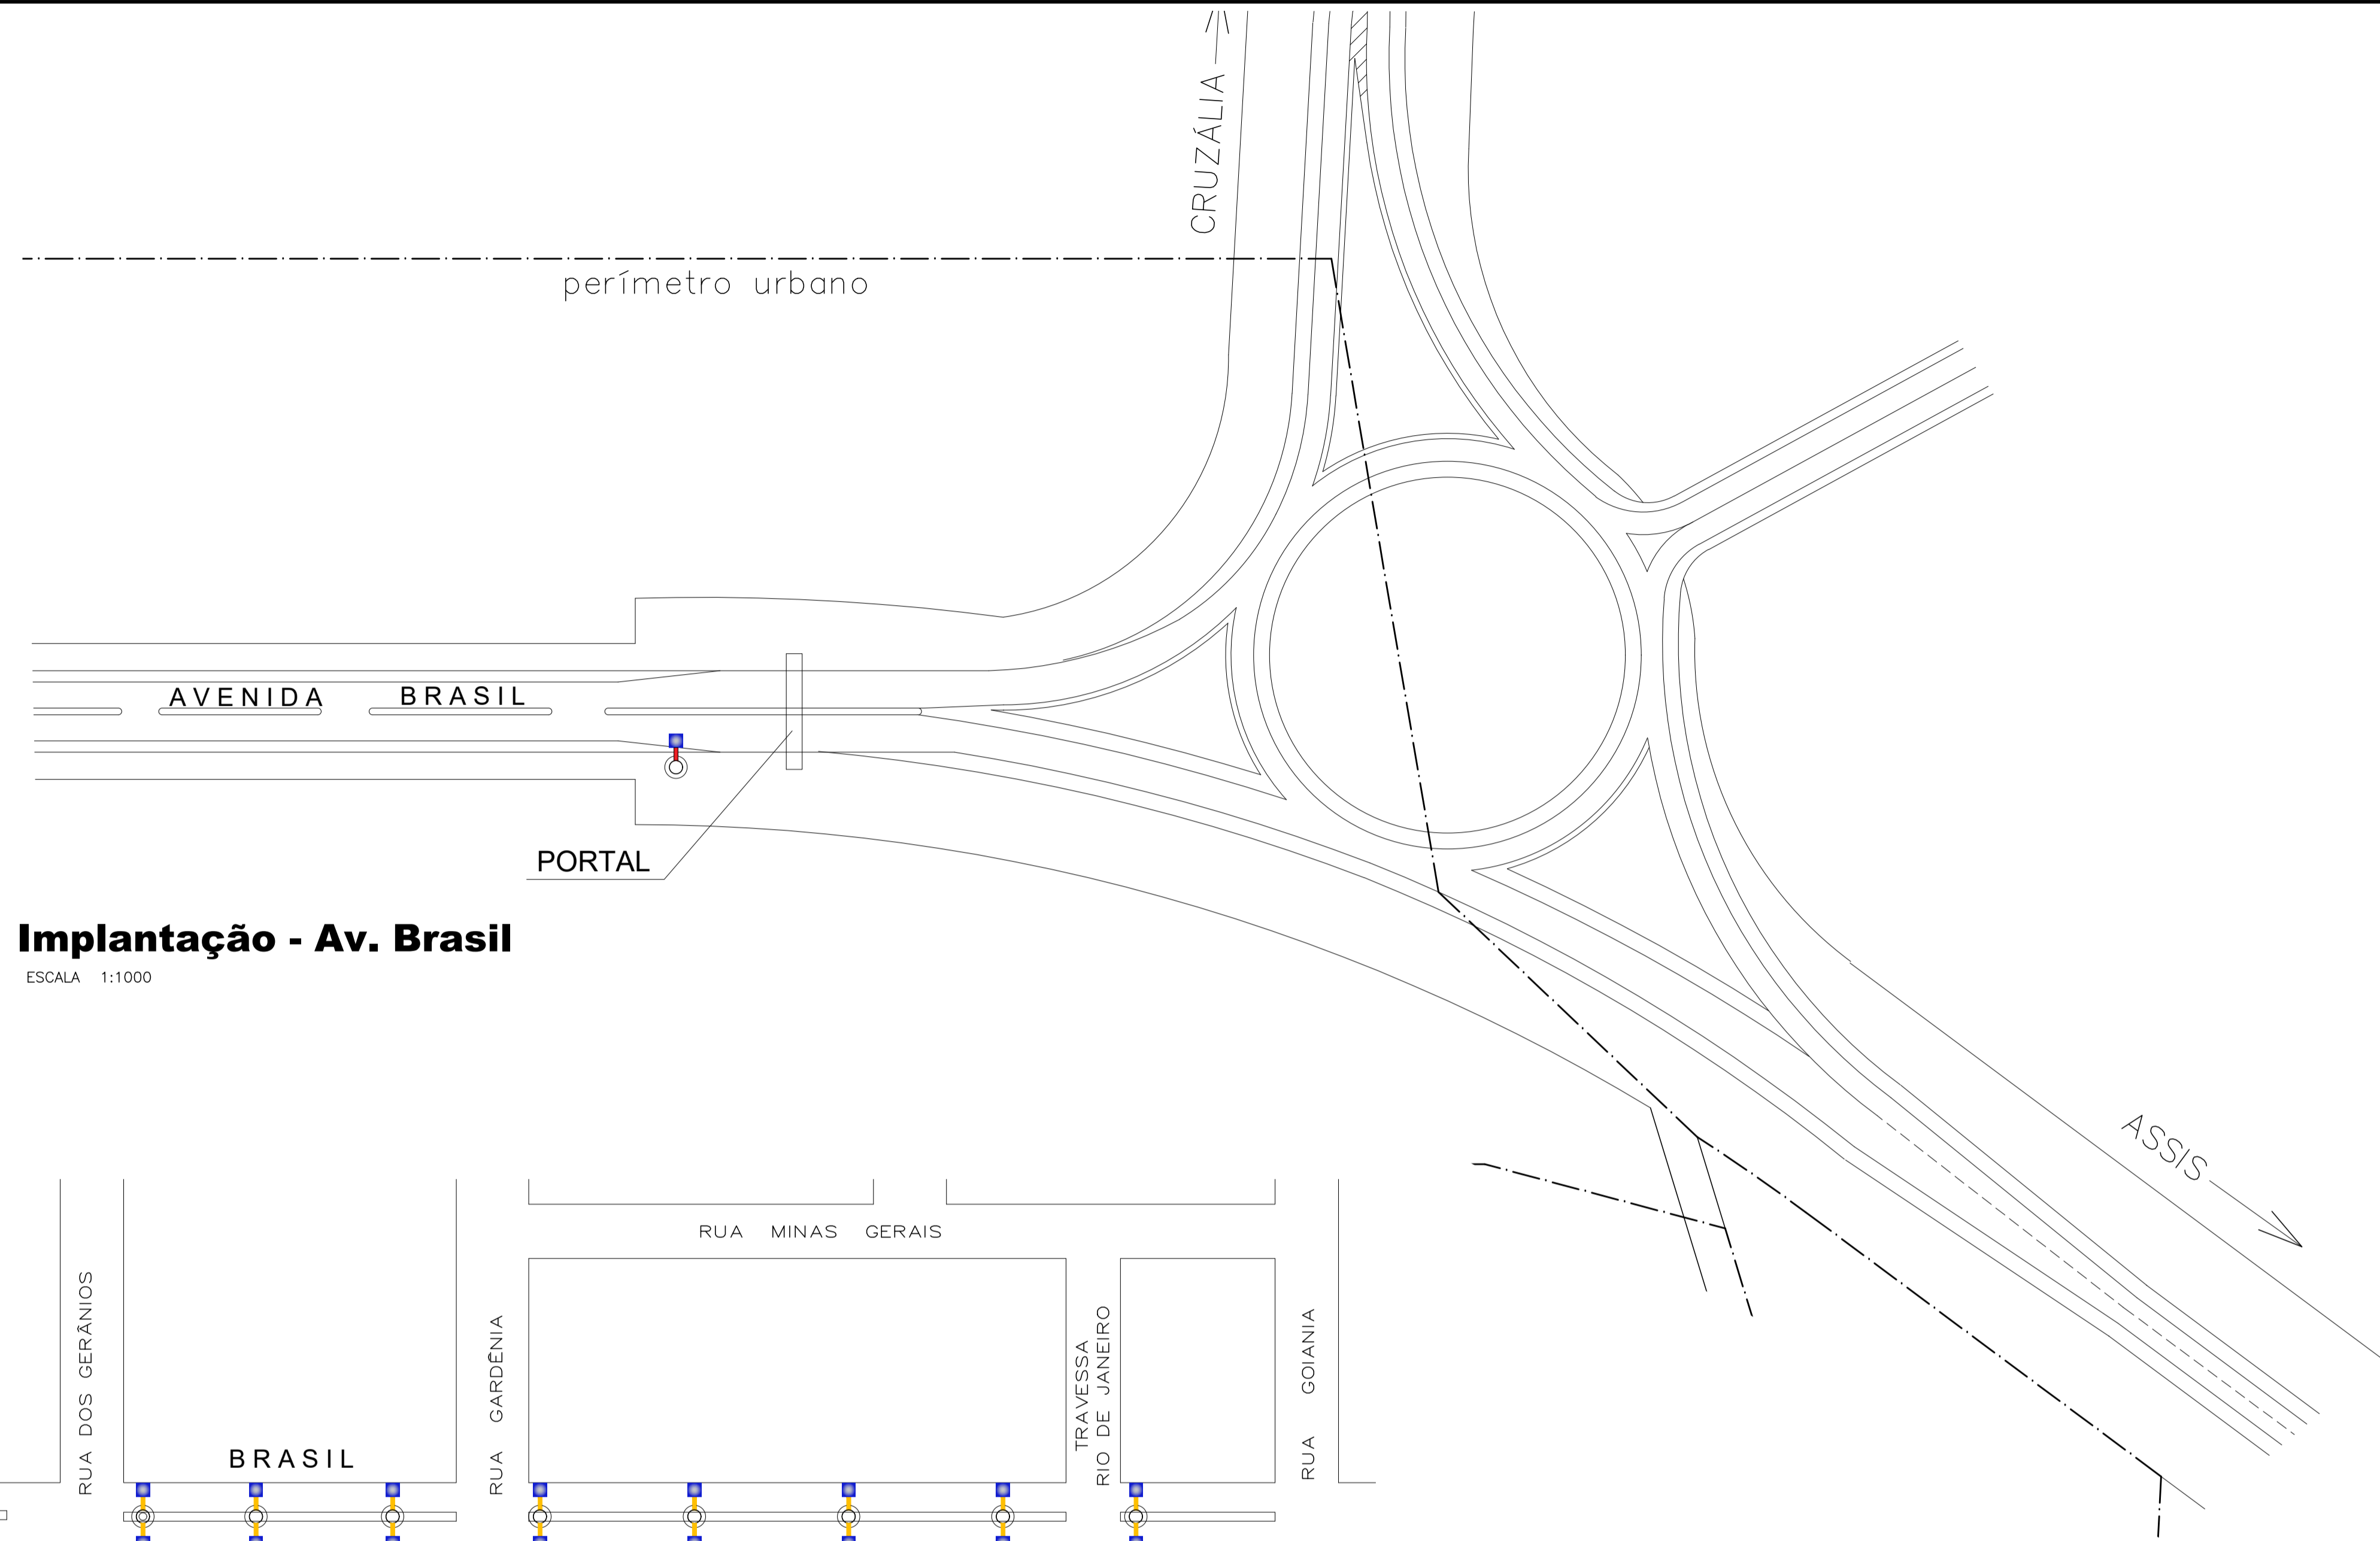 CRUZÁLIA
perímetro urbano
AVENIDA BRASIL
PORTAL
Implantação - Av. Brasil
ESCALA 1:1000
ASSIS
RUA MINAS GERAIS
RUA DOS GERÂNIOS
RUA GARDÊNIA
TRAVESSA
RIO DE JANEIRO
RUA GOIANIA
BRASIL